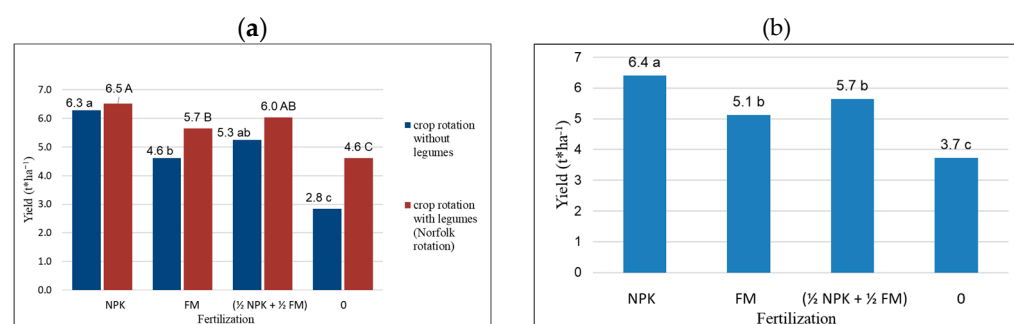 (a)
Yield (t*ha⁻¹)
7.0
6.0
5.0
4.0
3.0
2.0
1.0
0.0
6.3 a
6.5 A
4.6 b
5.7 B
5.3 ab
6.0 AB
2.8 c
4.6 C
NPK
FM
(½ NPK + ½ FM)
0
Fertilization
crop rotation
without
legumes
crop rotation
with legumes
(Norfolk
rotation)
(b)
Yield (t*ha⁻¹)
7
6
5
4
3
2
1
0
6.4 a
5.1 b
5.7 b
3.7 c
NPK
FM
(½ NPK + ½ FM)
0
Fertilization